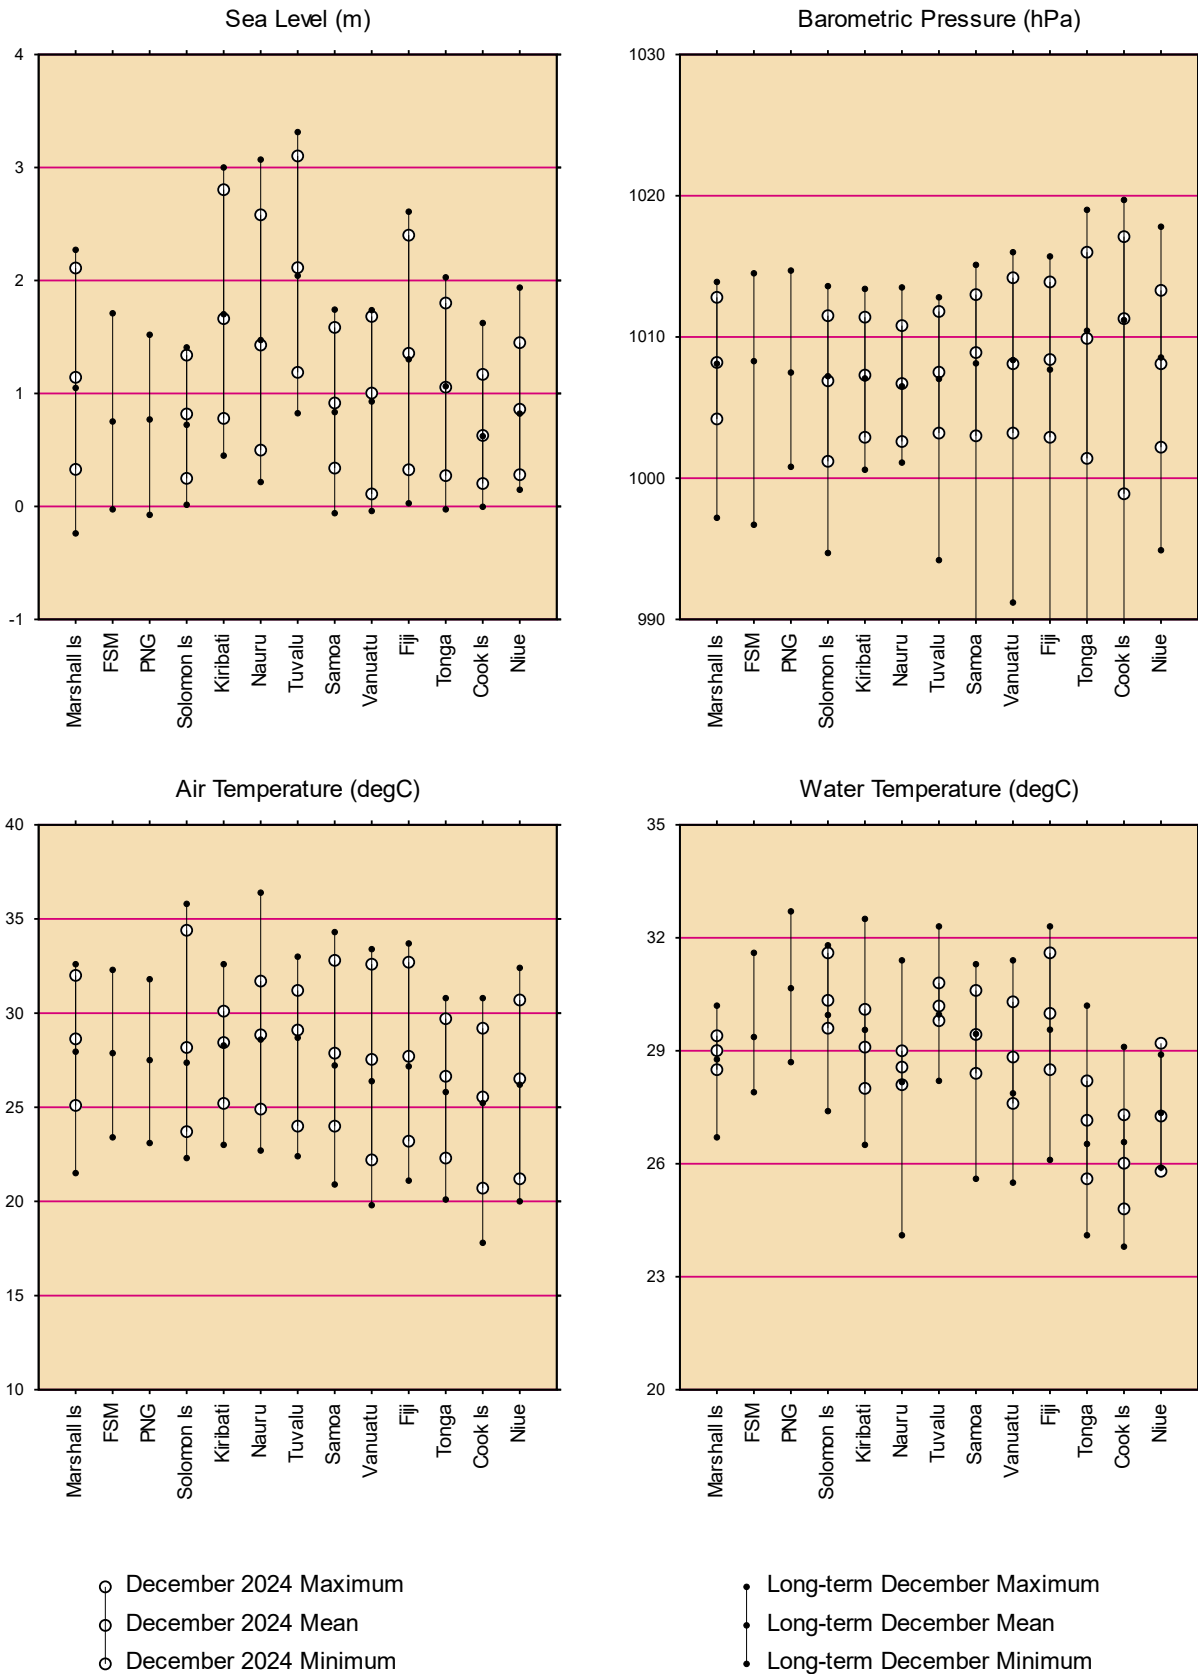 Sea Level (m)
4
3
2
1
0
-1
Marshall Is
FSM
PNG
Solomon Is
Kiribati
Nauru
Tuvalu
Samoa
Vanuatu
Fiji
Tonga
Cook Is
Niue
Barometric Pressure (hPa)
1030
1020
1010
1000
990
Marshall Is
FSM
PNG
Solomon Is
Kiribati
Nauru
Tuvalu
Samoa
Vanuatu
Fiji
Tonga
Cook Is
Niue
Air Temperature (degC)
40
35
30
25
20
15
10
Marshall Is
FSM
PNG
Solomon Is
Kiribati
Nauru
Tuvalu
Samoa
Vanuatu
Fiji
Tonga
Cook Is
Niue
Water Temperature (degC)
35
32
29
26
23
20
Marshall Is
FSM
PNG
Solomon Is
Kiribati
Nauru
Tuvalu
Samoa
Vanuatu
Fiji
Tonga
Cook Is
Niue
December 2024 Maximum
December 2024 Mean
December 2024 Minimum
Long-term December Maximum
Long-term December Mean
Long-term December Minimum